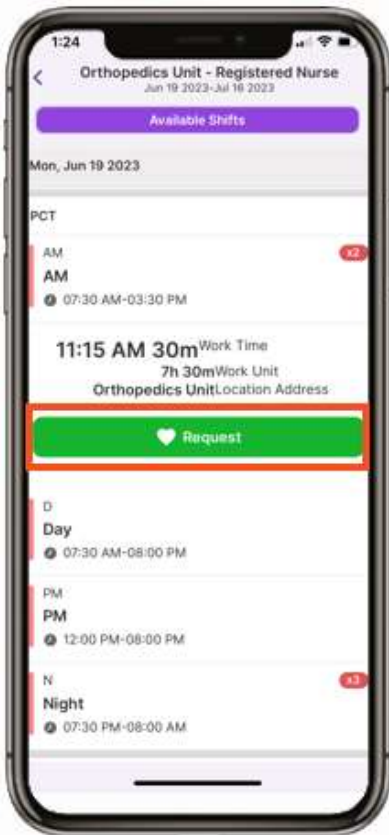 1:24
Orthopedics Unit - Registered Nurse
Jun 19 2023-Jul 16 2023
Available Shifts
Mon, Jun 19 2023
PCT
AM
x2
AM
07:30 AM-03:30 PM
11:15 AM 30m Work Time
7h 30m Work Unit
Orthopedics Unit Location Address
Request
D
Day
07:30 AM-08:00 PM
PM
PM
12:00 PM-08:00 PM
N
x3
Night
07:30 PM-08:00 AM